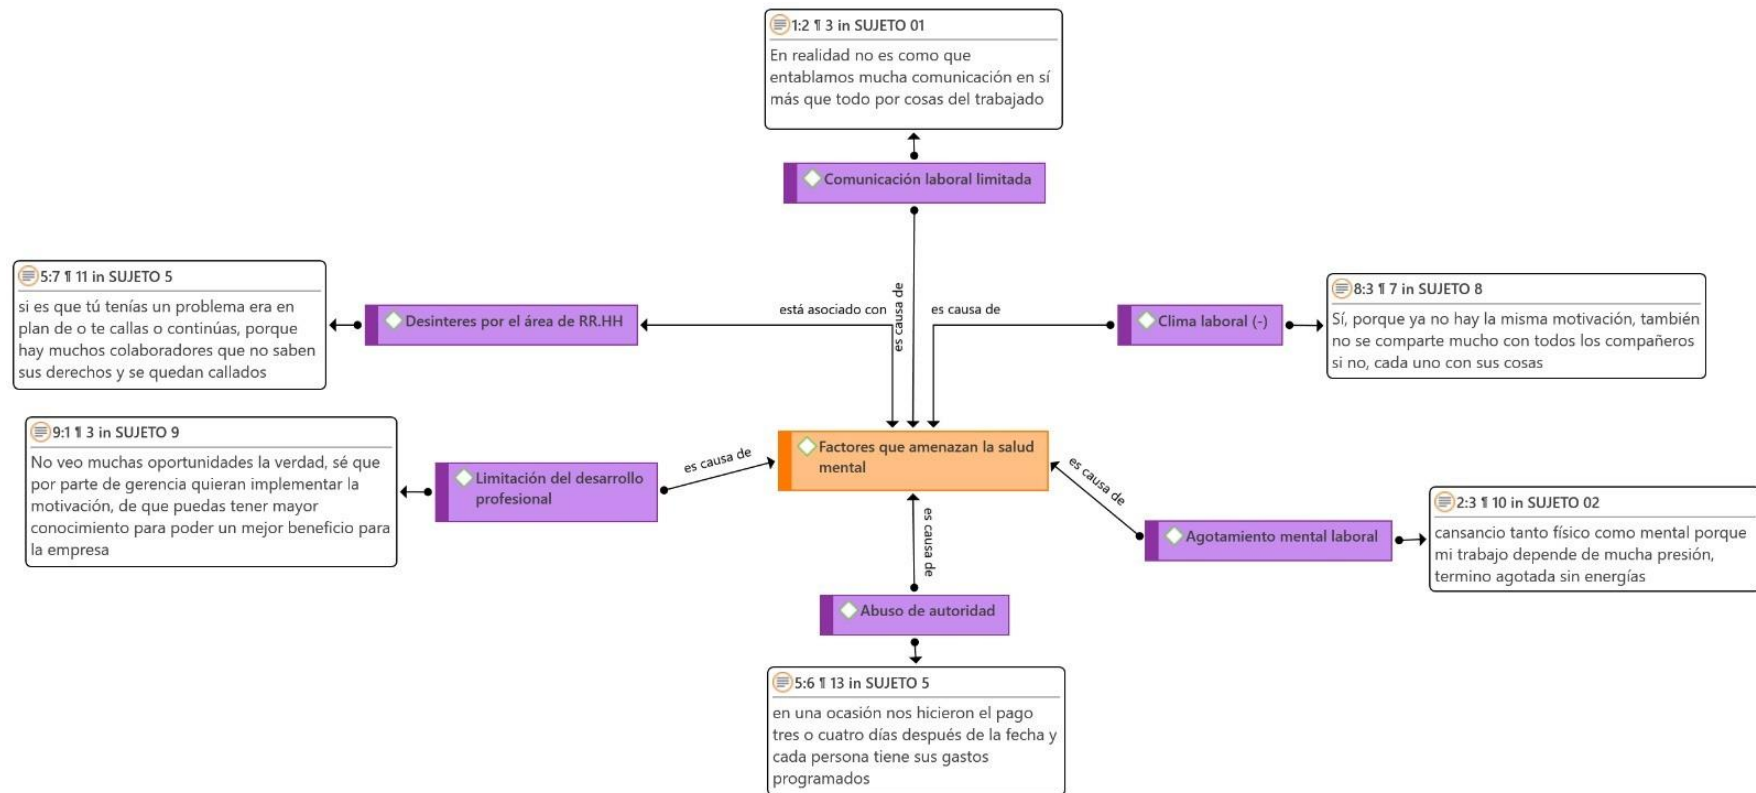 1:2 ¶ 3 in SUJETO 01
En realidad no es como que
entablamos mucha comunicación en sí
más que todo por cosas del trabajado
Comunicación laboral limitada
5:7 ¶ 11 in SUJETO 5
si es que tú tenías un problema era en
plan de o te callas o continúas, porque
hay muchos colaboradores que no saben
sus derechos y se quedan callados
Desinteres por el área de RR.HH
está asociado con
es causa de
es causa de
Clima laboral (-)
8:3 ¶ 7 in SUJETO 8
Sí, porque ya no hay la misma motivación, también
no se comparte mucho con todos los compañeros
si no, cada uno con sus cosas
9:1 ¶ 3 in SUJETO 9
No veo muchas oportunidades la verdad, sé que
por parte de gerencia quieran implementar la
motivación, de que puedas tener mayor
conocimiento para poder un mejor beneficio para
la empresa
Limitación del desarrollo
profesional
es causa de
Factores que amenazan la salud
mental
es causa de
Agotamiento mental laboral
2:3 ¶ 10 in SUJETO 02
cansancio tanto físico como mental porque
mi trabajo depende de mucha presión,
termino agotada sin energías
es causa de
Abuso de autoridad
5:6 ¶ 13 in SUJETO 5
en una ocasión nos hicieron el pago
tres o cuatro días después de la fecha y
cada persona tiene sus gastos
programados